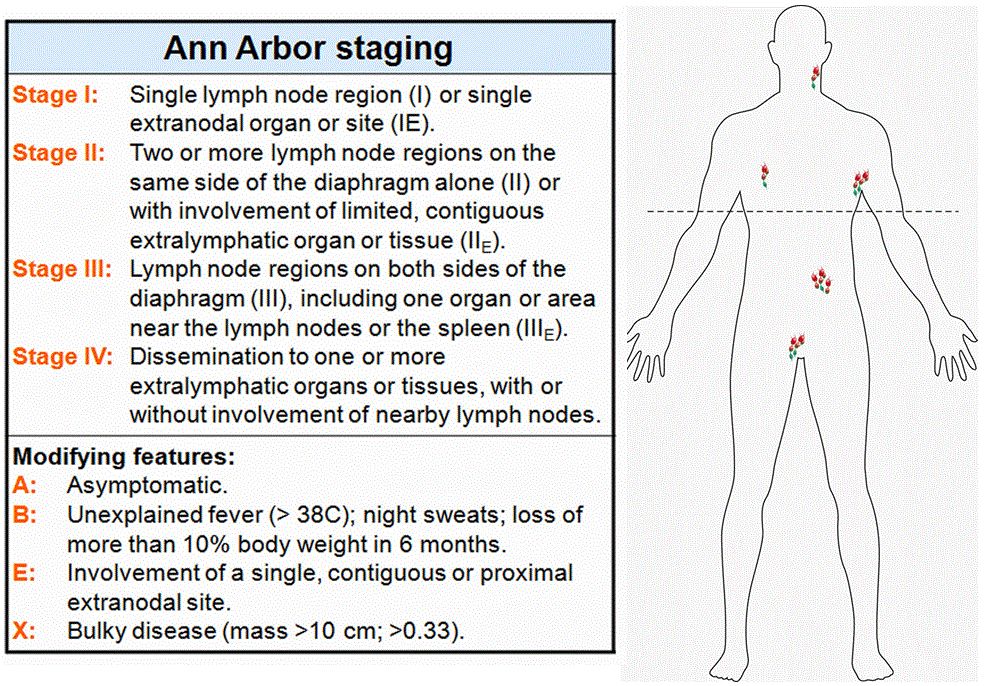 Ann Arbor staging
Stage I: Single lymph node region (I) or single
extranodal organ or site (IE).
Stage II: Two or more lymph node regions on the
same side of the diaphragm alone (II) or
with involvement of limited, contiguous
extralymphatic organ or tissue (IIE).
Stage III: Lymph node regions on both sides of the
diaphragm (III), including one organ or area
near the lymph nodes or the spleen (IIIE).
Stage IV: Dissemination to one or more
extralymphatic organs or tissues, with or
without involvement of nearby lymph nodes.
Modifying features:
A: Asymptomatic.
B: Unexplained fever (> 38C); night sweats; loss of
more than 10% body weight in 6 months.
E: Involvement of a single, contiguous or proximal
extranodal site.
X: Bulky disease (mass >10 cm; >0.33).